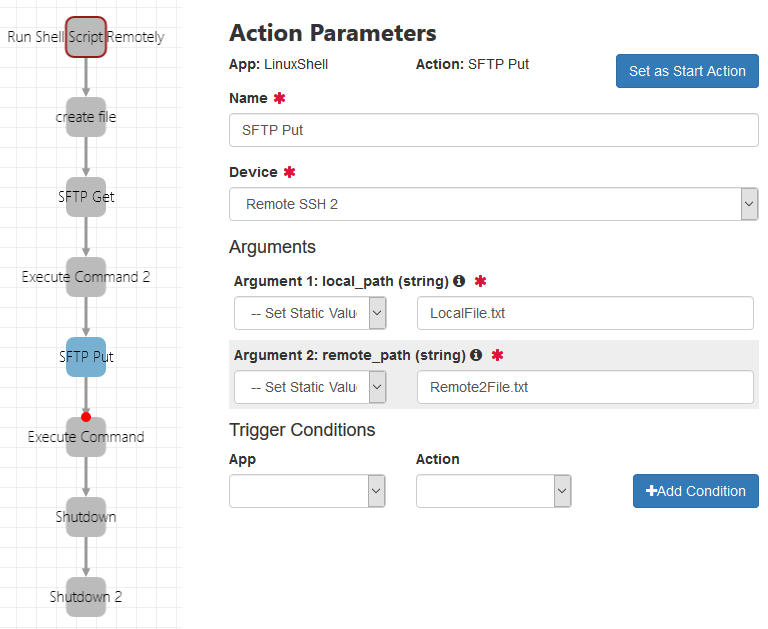 Run Shell Script Remotely
create file
SFTP Get
Execute Command 2
SFTP Put
Execute Command
Shutdown
Shutdown 2
Action Parameters
App: LinuxShell Action: SFTP Put
Set as Start Action
Name *
SFTP Put
Device *
Remote SSH 2
Arguments
Argument 1: local_path (string) *
-- Set Static Valu LocalFile.txt
Argument 2: remote_path (string) *
-- Set Static Valu Remote2File.txt
Trigger Conditions
App Action
+Add Condition